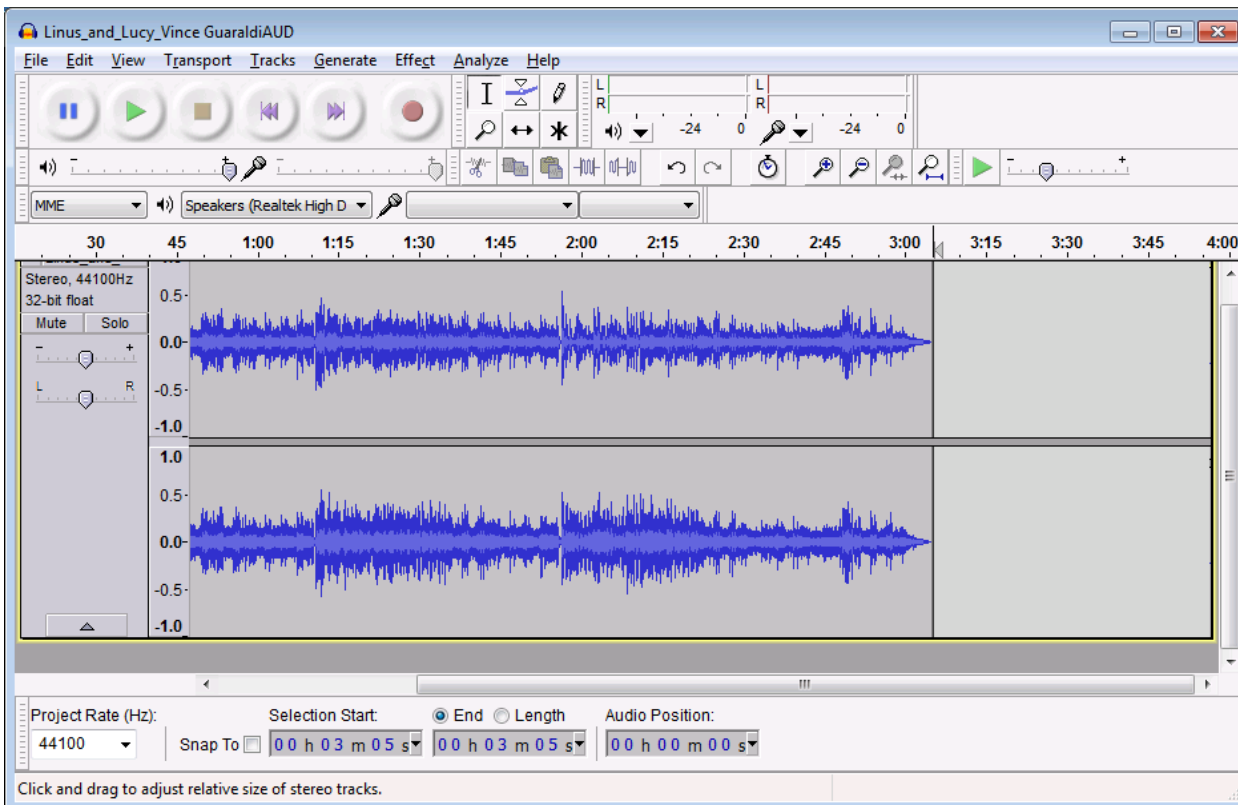 Linus_and_Lucy_Vince GuaraldiAUD
File Edit View Transport Tracks Generate Effect Analyze Help
L
R
-24 0
L
R
-24 0
MME
Speakers (Realtek High D
30 45 1:00 1:15 1:30 1:45 2:00 2:15 2:30 2:45 3:00 3:15 3:30 3:45 4:00
Stereo, 44100Hz
32-bit float
Mute Solo
- +
L R
0.5-
0.0-
-0.5-
-1.0
1.0
0.5-
0.0-
-0.5-
-1.0
Project Rate (Hz): Selection Start: End Length Audio Position:
44100 Snap To 00 h 03 m 05 s 00 h 03 m 05 s 00 h 00 m 00 s
Click and drag to adjust relative size of stereo tracks.